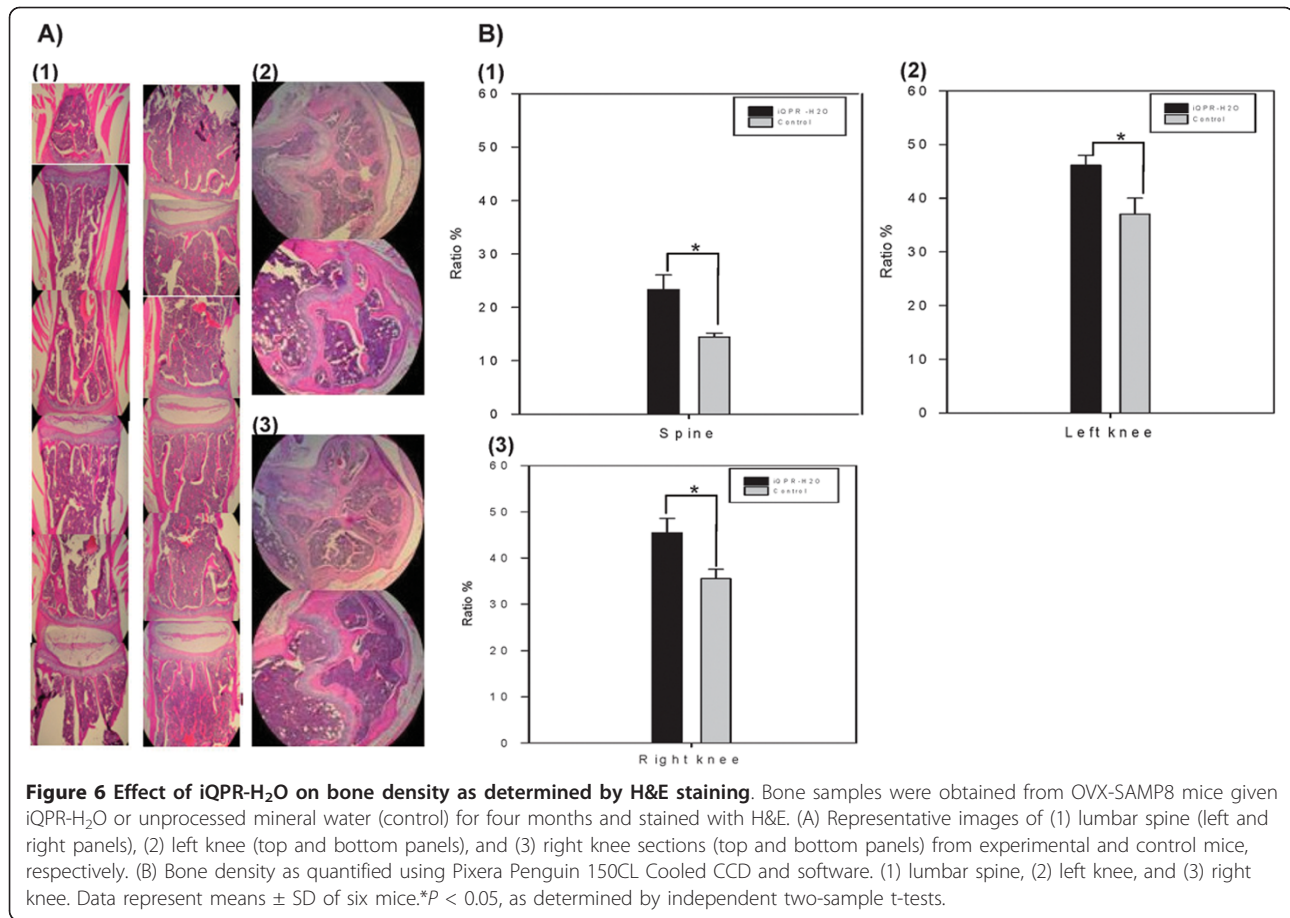 A)
B)
(1)
(2)
(3)
(1)
60
50
40
30
20
10
0
Ratio %
iQPR-H2O
Control
*
Spine
(2)
60
50
40
30
20
10
0
Ratio %
iQPR-H2O
Control
*
Left knee
(3)
60
50
40
30
20
10
0
Ratio %
iQPR-H2O
Control
*
Right knee
Figure 6 Effect of iQPR-H₂O on bone density as determined by H&E staining. Bone samples were obtained from OVX-SAMP8 mice given
iQPR-H₂O or unprocessed mineral water (control) for four months and stained with H&E. (A) Representative images of (1) lumbar spine (left and
right panels), (2) left knee (top and bottom panels), and (3) right knee sections (top and bottom panels) from experimental and control mice,
respectively. (B) Bone density as quantified using Pixera Penguin 150CL Cooled CCD and software. (1) lumbar spine, (2) left knee, and (3) right
knee. Data represent means ± SD of six mice.*P < 0.05, as determined by independent two-sample t-tests.